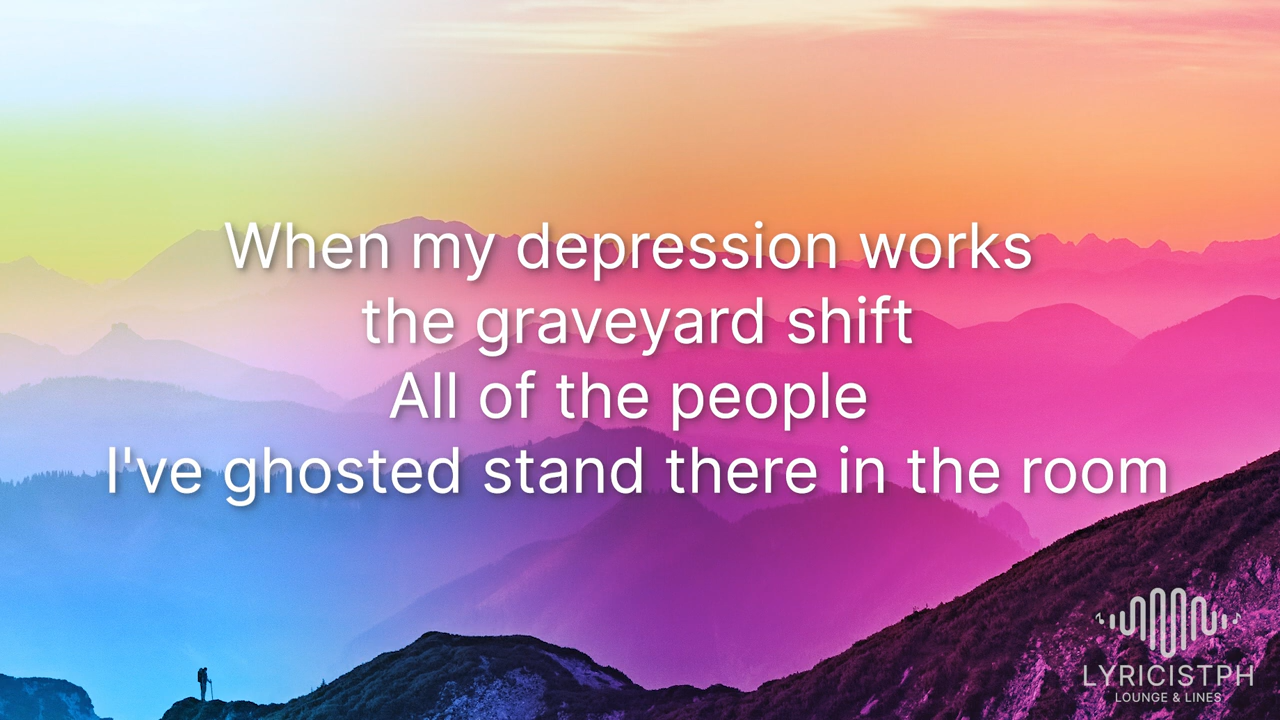 When my depression works
the graveyard shift
All of the people
I've ghosted stand there in the room
LYRICISTPH
LOUNGE & LINES